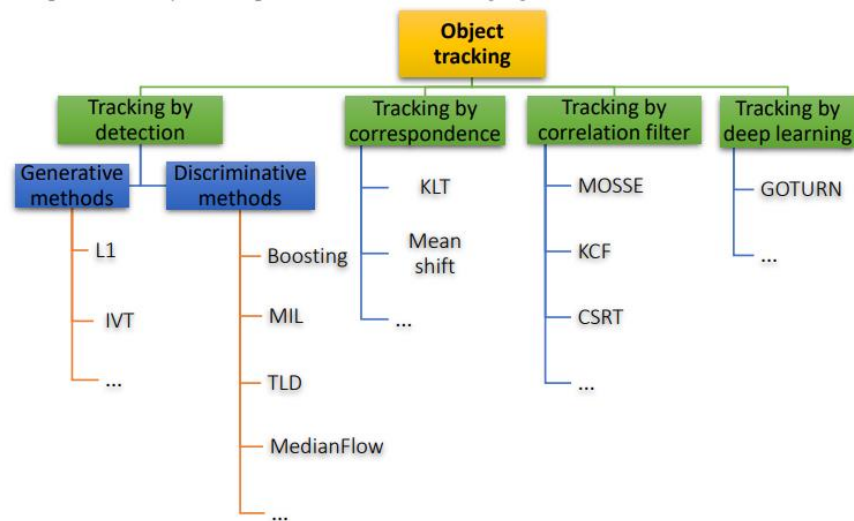 Object
tracking
Tracking by
detection
Tracking by
correspondence
Tracking by
correlation filter
Tracking by
deep learning
Generative
methods
Discriminative
methods
L1
IVT
...
Boosting
MIL
TLD
MedianFlow
...
KLT
Mean
shift
...
MOSSE
KCF
CSRT
...
GOTURN
...